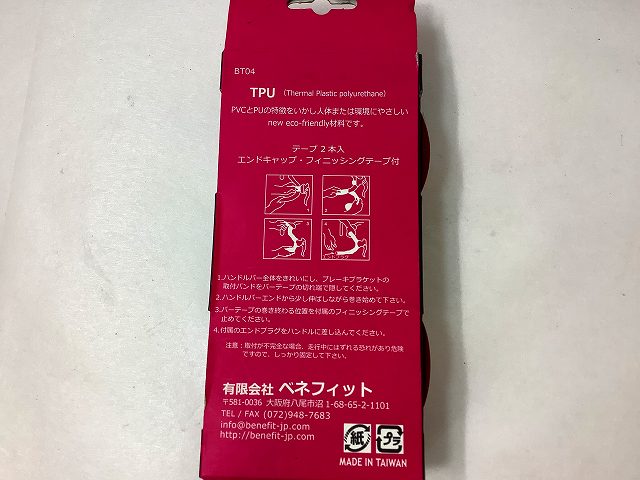 BT04
TPU (Thermal Plastic polyurethane)
PVCとPUの特徴をいかし人体または環境にやさしい
new eco-friendly材料です。
テープ２本入
エンドキャップ・フィニッシングテープ付
2
3
4
エンドプラグ
1.ハンドルバー全体をきれいにし、ブレーキブラケットの
取付バンドをバーテープの切れ端で隠してください。
2.ハンドルバーエンドから少し伸ばしながら巻き始めて下さい。
3.バーテープの巻き終わる位置を付属のフィニッシングテープで
止めてください。
4.付属のエンドプラグをハンドルに差し込んでください。
注意：取付が不完全な場合、走行中にはずれる恐れがあり危険
ですので、しっかり固定して下さい。
有限会社 ベネフィット
〒581-0036 大阪府八尾市沼 1-68-65-2-1101
TEL / FAX (072)948-7683
info@benefit-jp.com
http://benefit-jp.com
紙 プラ
MADE IN TAIWAN